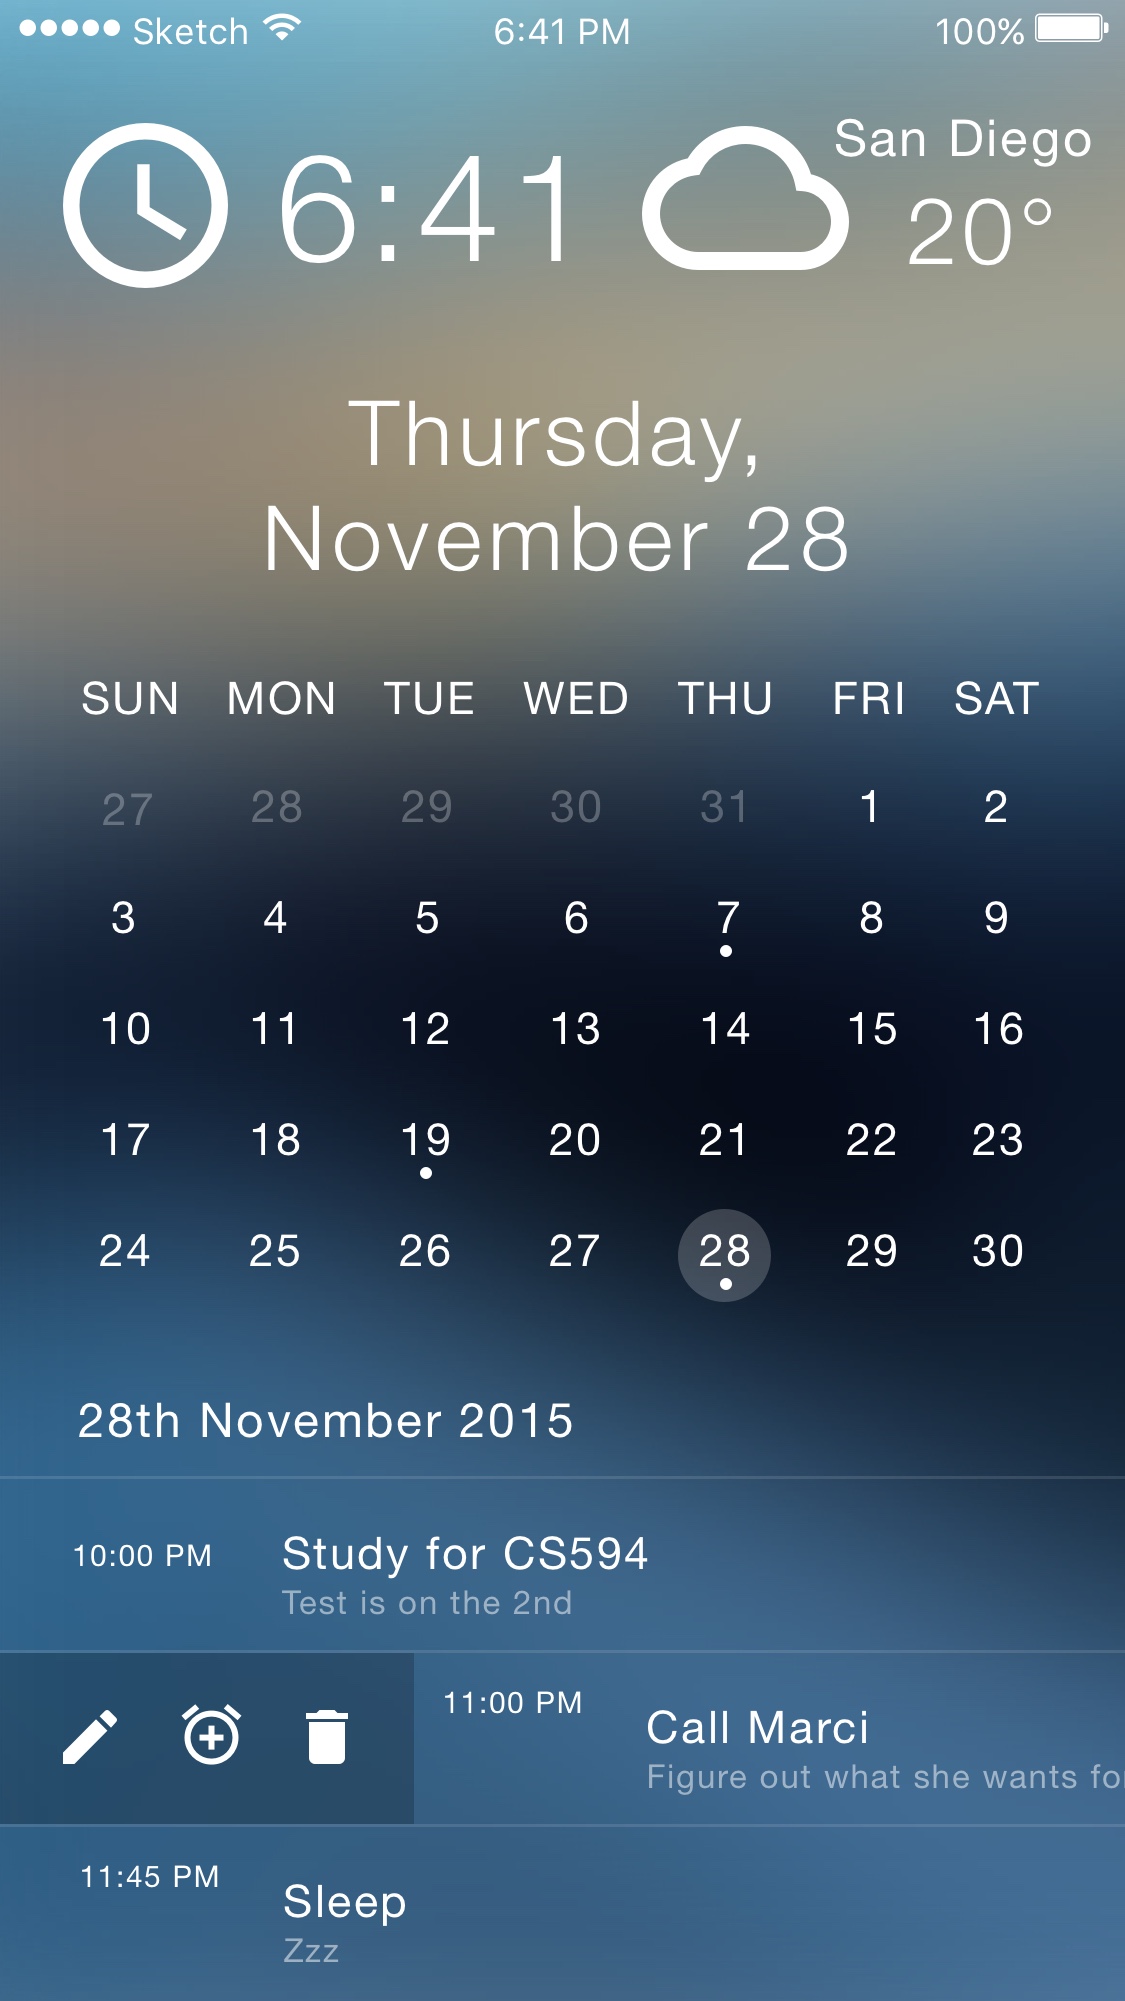 Sketch 6:41 PM 100%
6:41
San Diego
20°
Thursday,
November 28
SUN MON TUE WED THU FRI SAT
27 28 29 30 31 1 2
3 4 5 6 7 8 9
10 11 12 13 14 15 16
17 18 19 20 21 22 23
24 25 26 27 28 29 30
28th November 2015
10:00 PM
Study for CS594
Test is on the 2nd
11:00 PM
Call Marci
Figure out what she wants for
11:45 PM
Sleep
Zzz